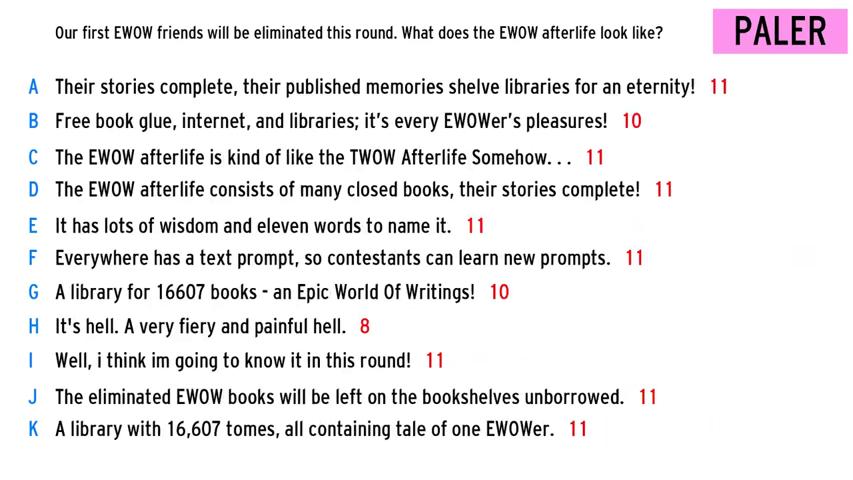 Our first EWOW friends will be eliminated this round. What does the EWOW afterlife look like?
PALER
A Their stories complete, their published memories shelve libraries for an eternity! 11
B Free book glue, internet, and libraries; it's every EWOWer's pleasures! 10
C The EWOW afterlife is kind of like the TWOW Afterlife Somehow. . . 11
D The EWOW afterlife consists of many closed books, their stories complete! 11
E It has lots of wisdom and eleven words to name it. 11
F Everywhere has a text prompt, so contestants can learn new prompts. 11
G A library for 16607 books - an Epic World Of Writings! 10
H It's hell. A very fiery and painful hell. 8
I Well, i think im going to know it in this round! 11
J The eliminated EWOW books will be left on the bookshelves unborrowed. 11
K A library with 16,607 tomes, all containing tale of one EWOWer. 11